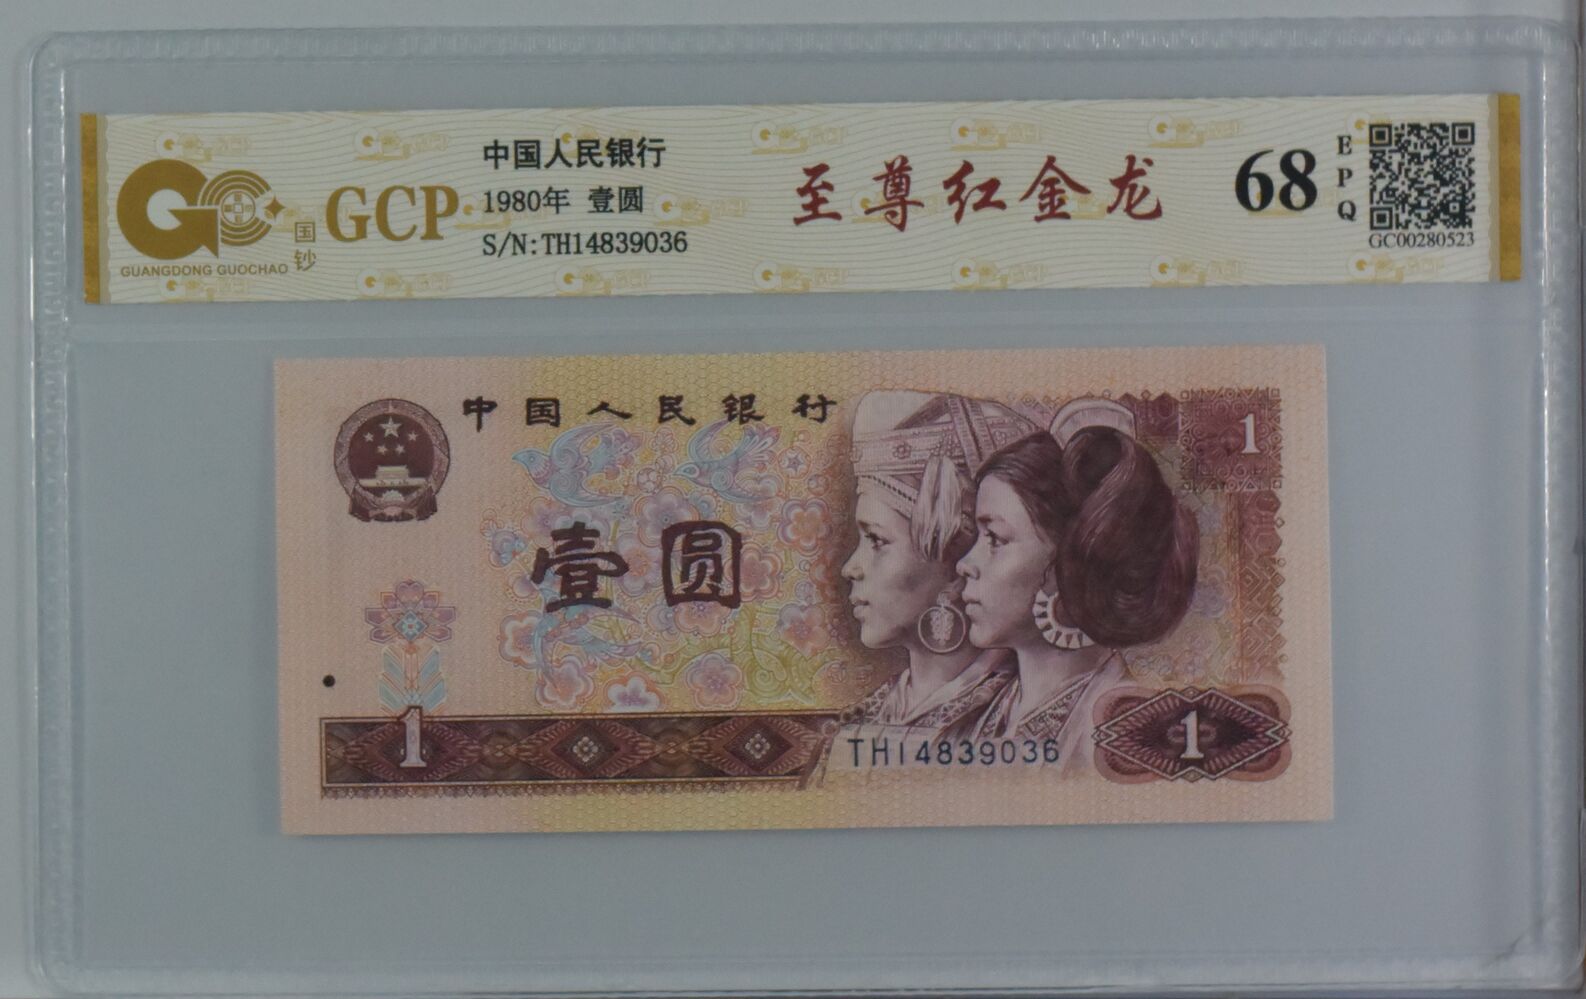 GCP
国钞
GUANGDONG GUOCHAO
中国人民银行
1980年 壹圆
S/N:TH14839036
至尊红金龙
68
EPQ
GC00280523
中国人民银行
1
壹圆
1
TH14839036
1